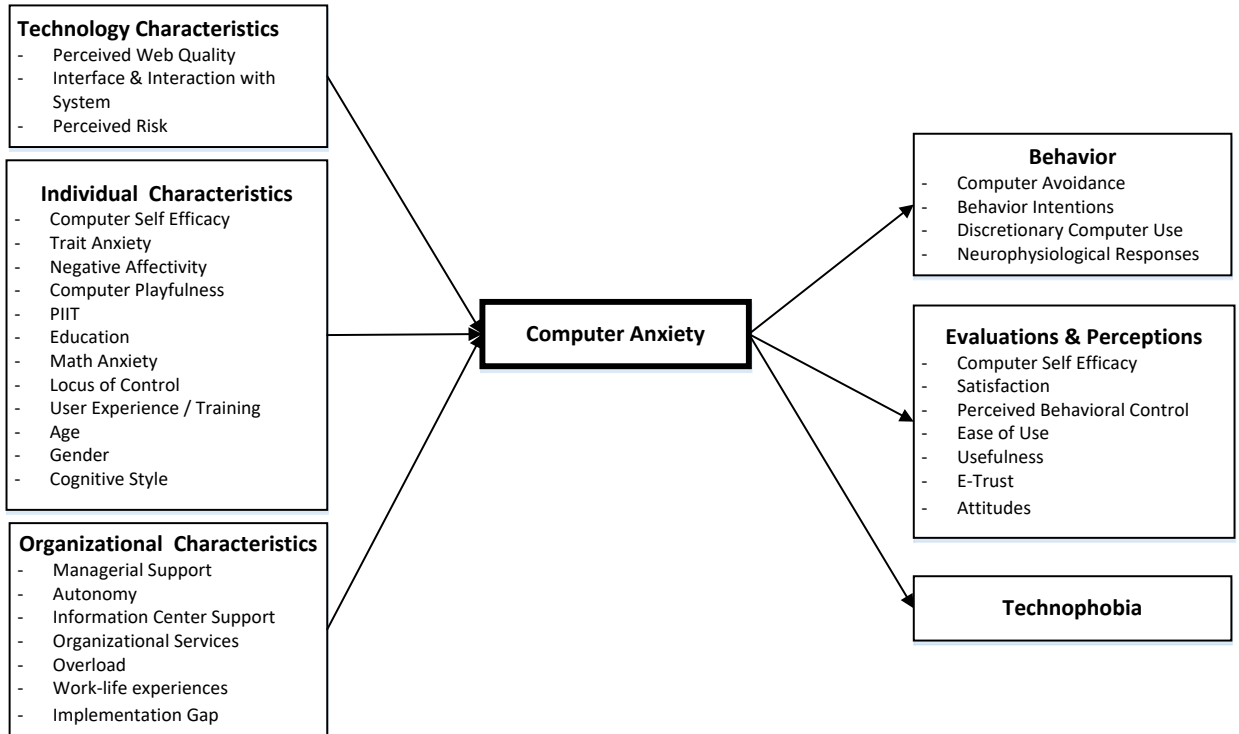 Technology Characteristics
- Perceived Web Quality
- Interface & Interaction with
System
- Perceived Risk
Individual Characteristics
- Computer Self Efficacy
- Trait Anxiety
- Negative Affectivity
- Computer Playfulness
- PIIT
- Education
- Math Anxiety
- Locus of Control
- User Experience / Training
- Age
- Gender
- Cognitive Style
Organizational Characteristics
- Managerial Support
- Autonomy
- Information Center Support
- Organizational Services
- Overload
- Work-life experiences
- Implementation Gap
Computer Anxiety
Behavior
- Computer Avoidance
- Behavior Intentions
- Discretionary Computer Use
- Neurophysiological Responses
Evaluations & Perceptions
- Computer Self Efficacy
- Satisfaction
- Perceived Behavioral Control
- Ease of Use
- Usefulness
- E-Trust
- Attitudes
Technophobia